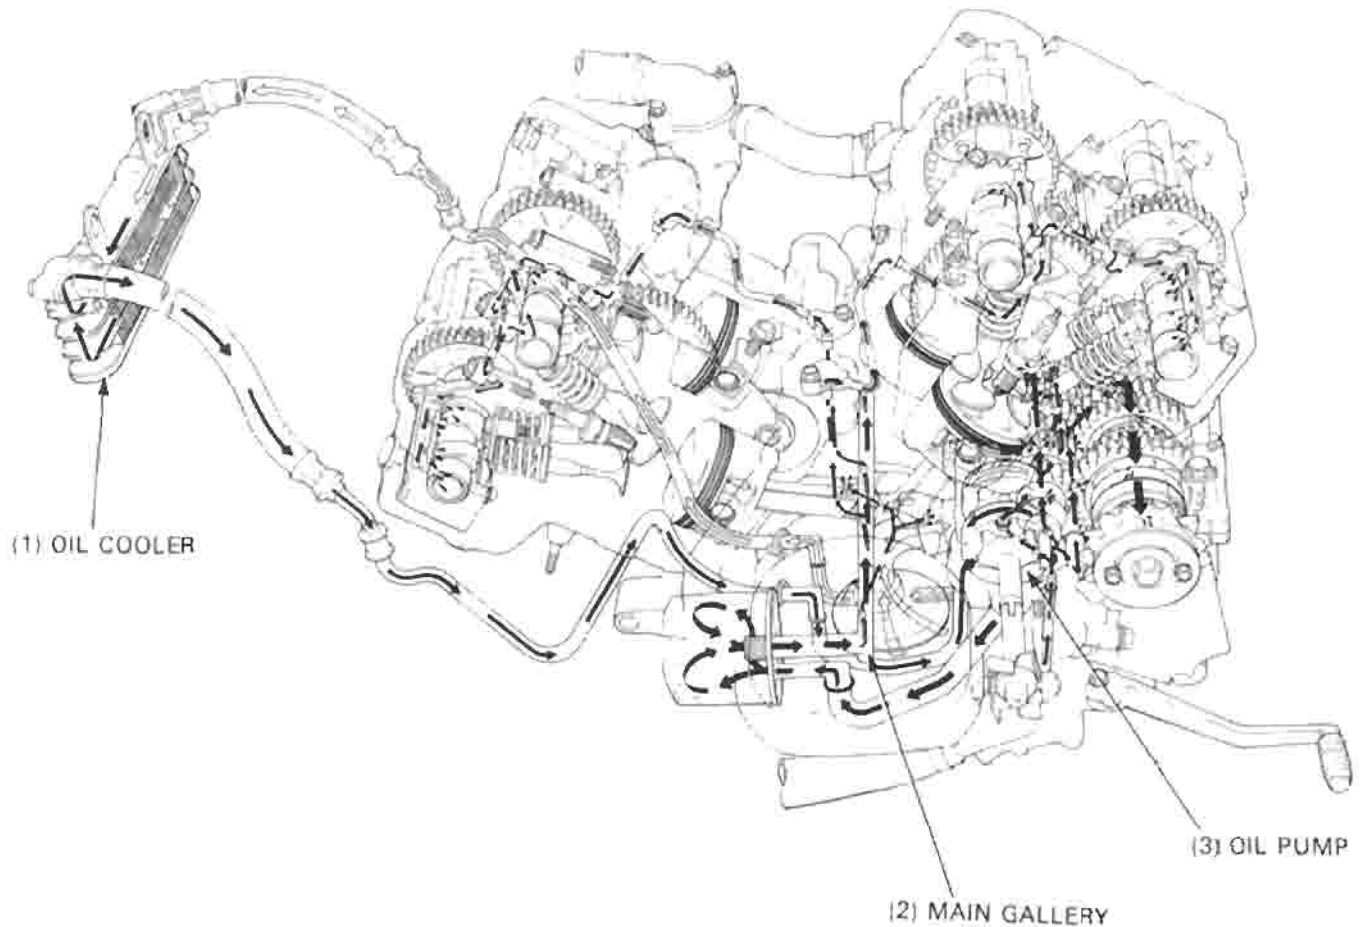 (1) OIL COOLER
(3) OIL PUMP
(2) MAIN GALLERY